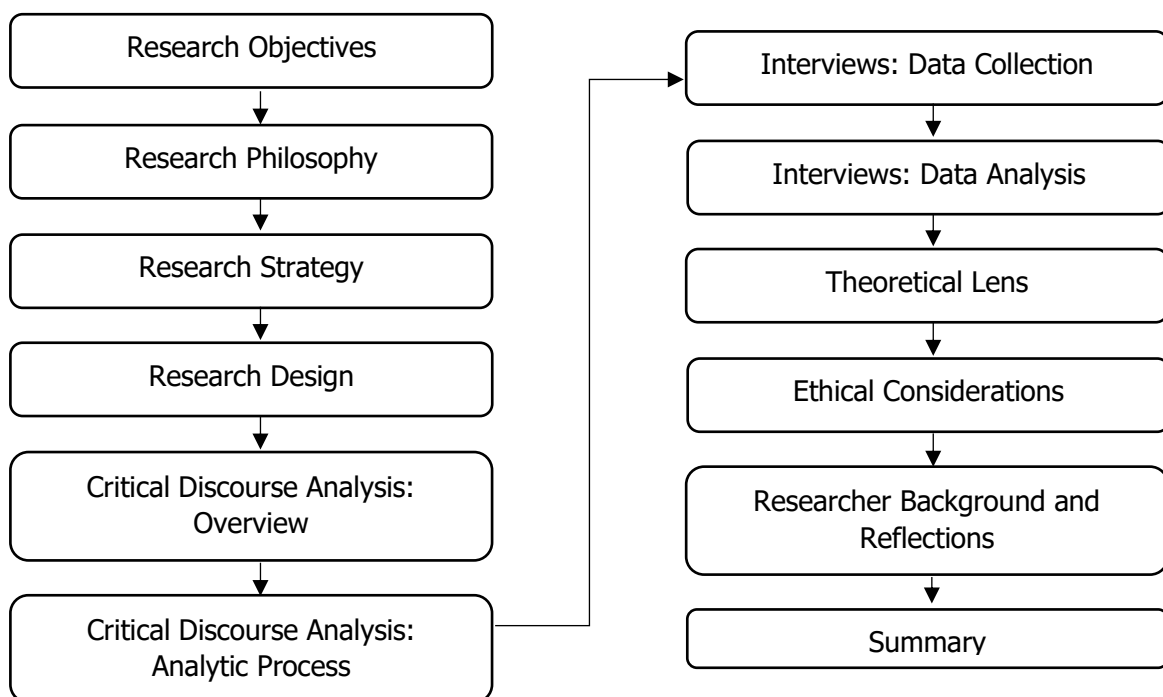 Research Objectives
Research Philosophy
Research Strategy
Research Design
Critical Discourse Analysis:
Overview
Critical Discourse Analysis:
Analytic Process
Interviews: Data Collection
Interviews: Data Analysis
Theoretical Lens
Ethical Considerations
Researcher Background and
Reflections
Summary